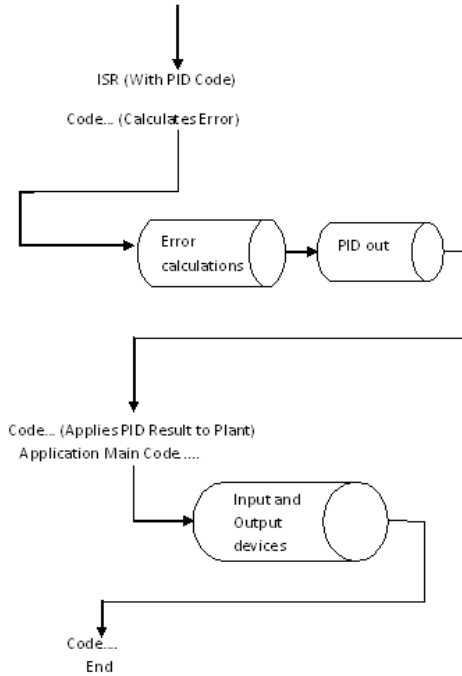 ISR (With PID Code)
Code... (Calculates Error)
Error
calculations
PID out
Code... (Applies PID Result to Plant)
Application Main Code.....
Input and
Output
devices
Code....
End